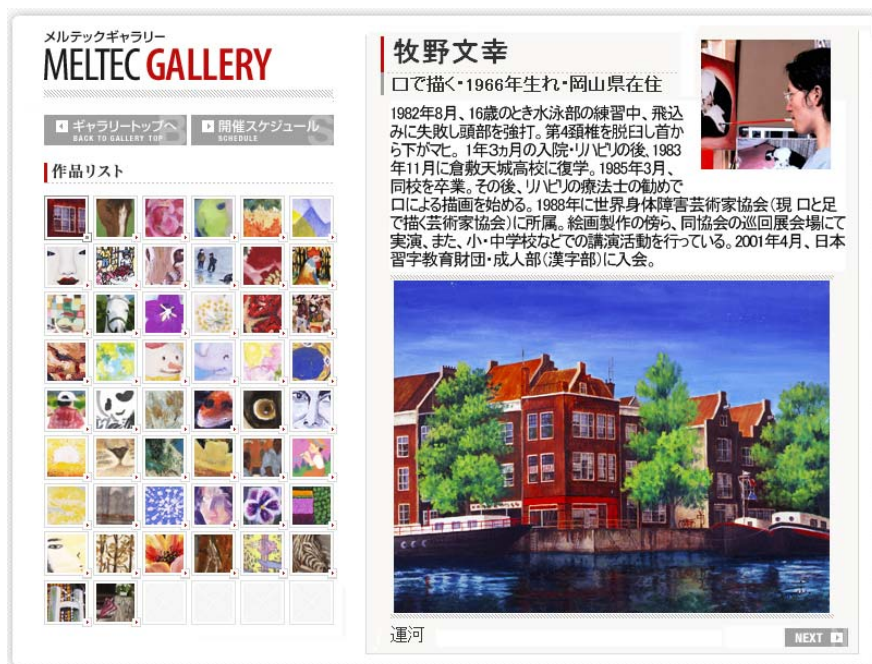 メルテックギャラリー
MELTEC GALLERY
ギャラリートップへ
BACK TO GALLERY TOP
開催スケジュール
SCHEDULE
作品リスト
牧野文幸
口で描く・1966年生れ・岡山県在住
1982年8月、16歳のとき水泳部の練習中、飛込
みに失敗し頭部を強打。第4頚椎を脱臼し首か
ら下がマヒ。1年3カ月の入院・リハビリの後、1983
年11月に倉敷天城高校に復学。1985年3月、
同校を卒業。その後、リハビリの療法士の勧めで
口による描画を始める。1988年に世界身体障害芸術家協会(現 口と足
で描く芸術家協会)に所属。絵画製作の傍ら、同協会の巡回展会場にて
実演、また、小・中学校などでの講演活動を行っている。2001年4月、日本
習字教育財団・成人部(漢字部)に入会。
運河
NEXT